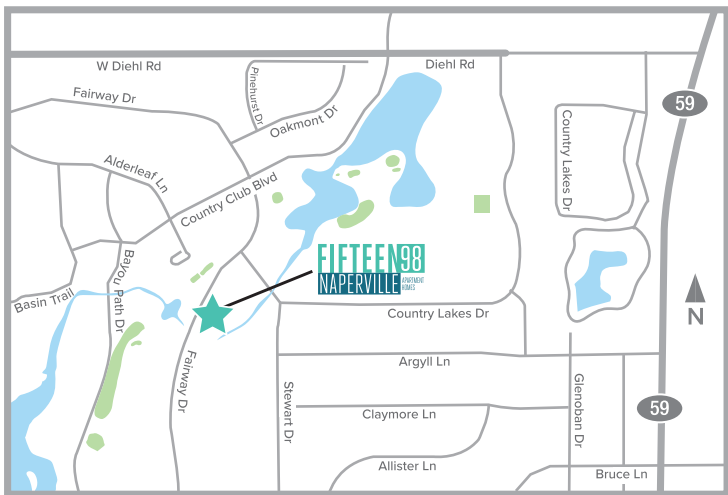 W Diehl Rd
Diehl Rd
Pinehurst Dr
Fairway Dr
Oakmont Dr
59
Country Lakes Dr
Alderleaf Ln
Country Club Blvd
FIFTEEN98
NAPERVILLE
APARTMENT
HOMES
Bayou Path Dr
Basin Trail
N
Country Lakes Dr
Fairway Dr
Argyll Ln
Stewart Dr
Glenoban Dr
59
Claymore Ln
Allister Ln
Bruce Ln